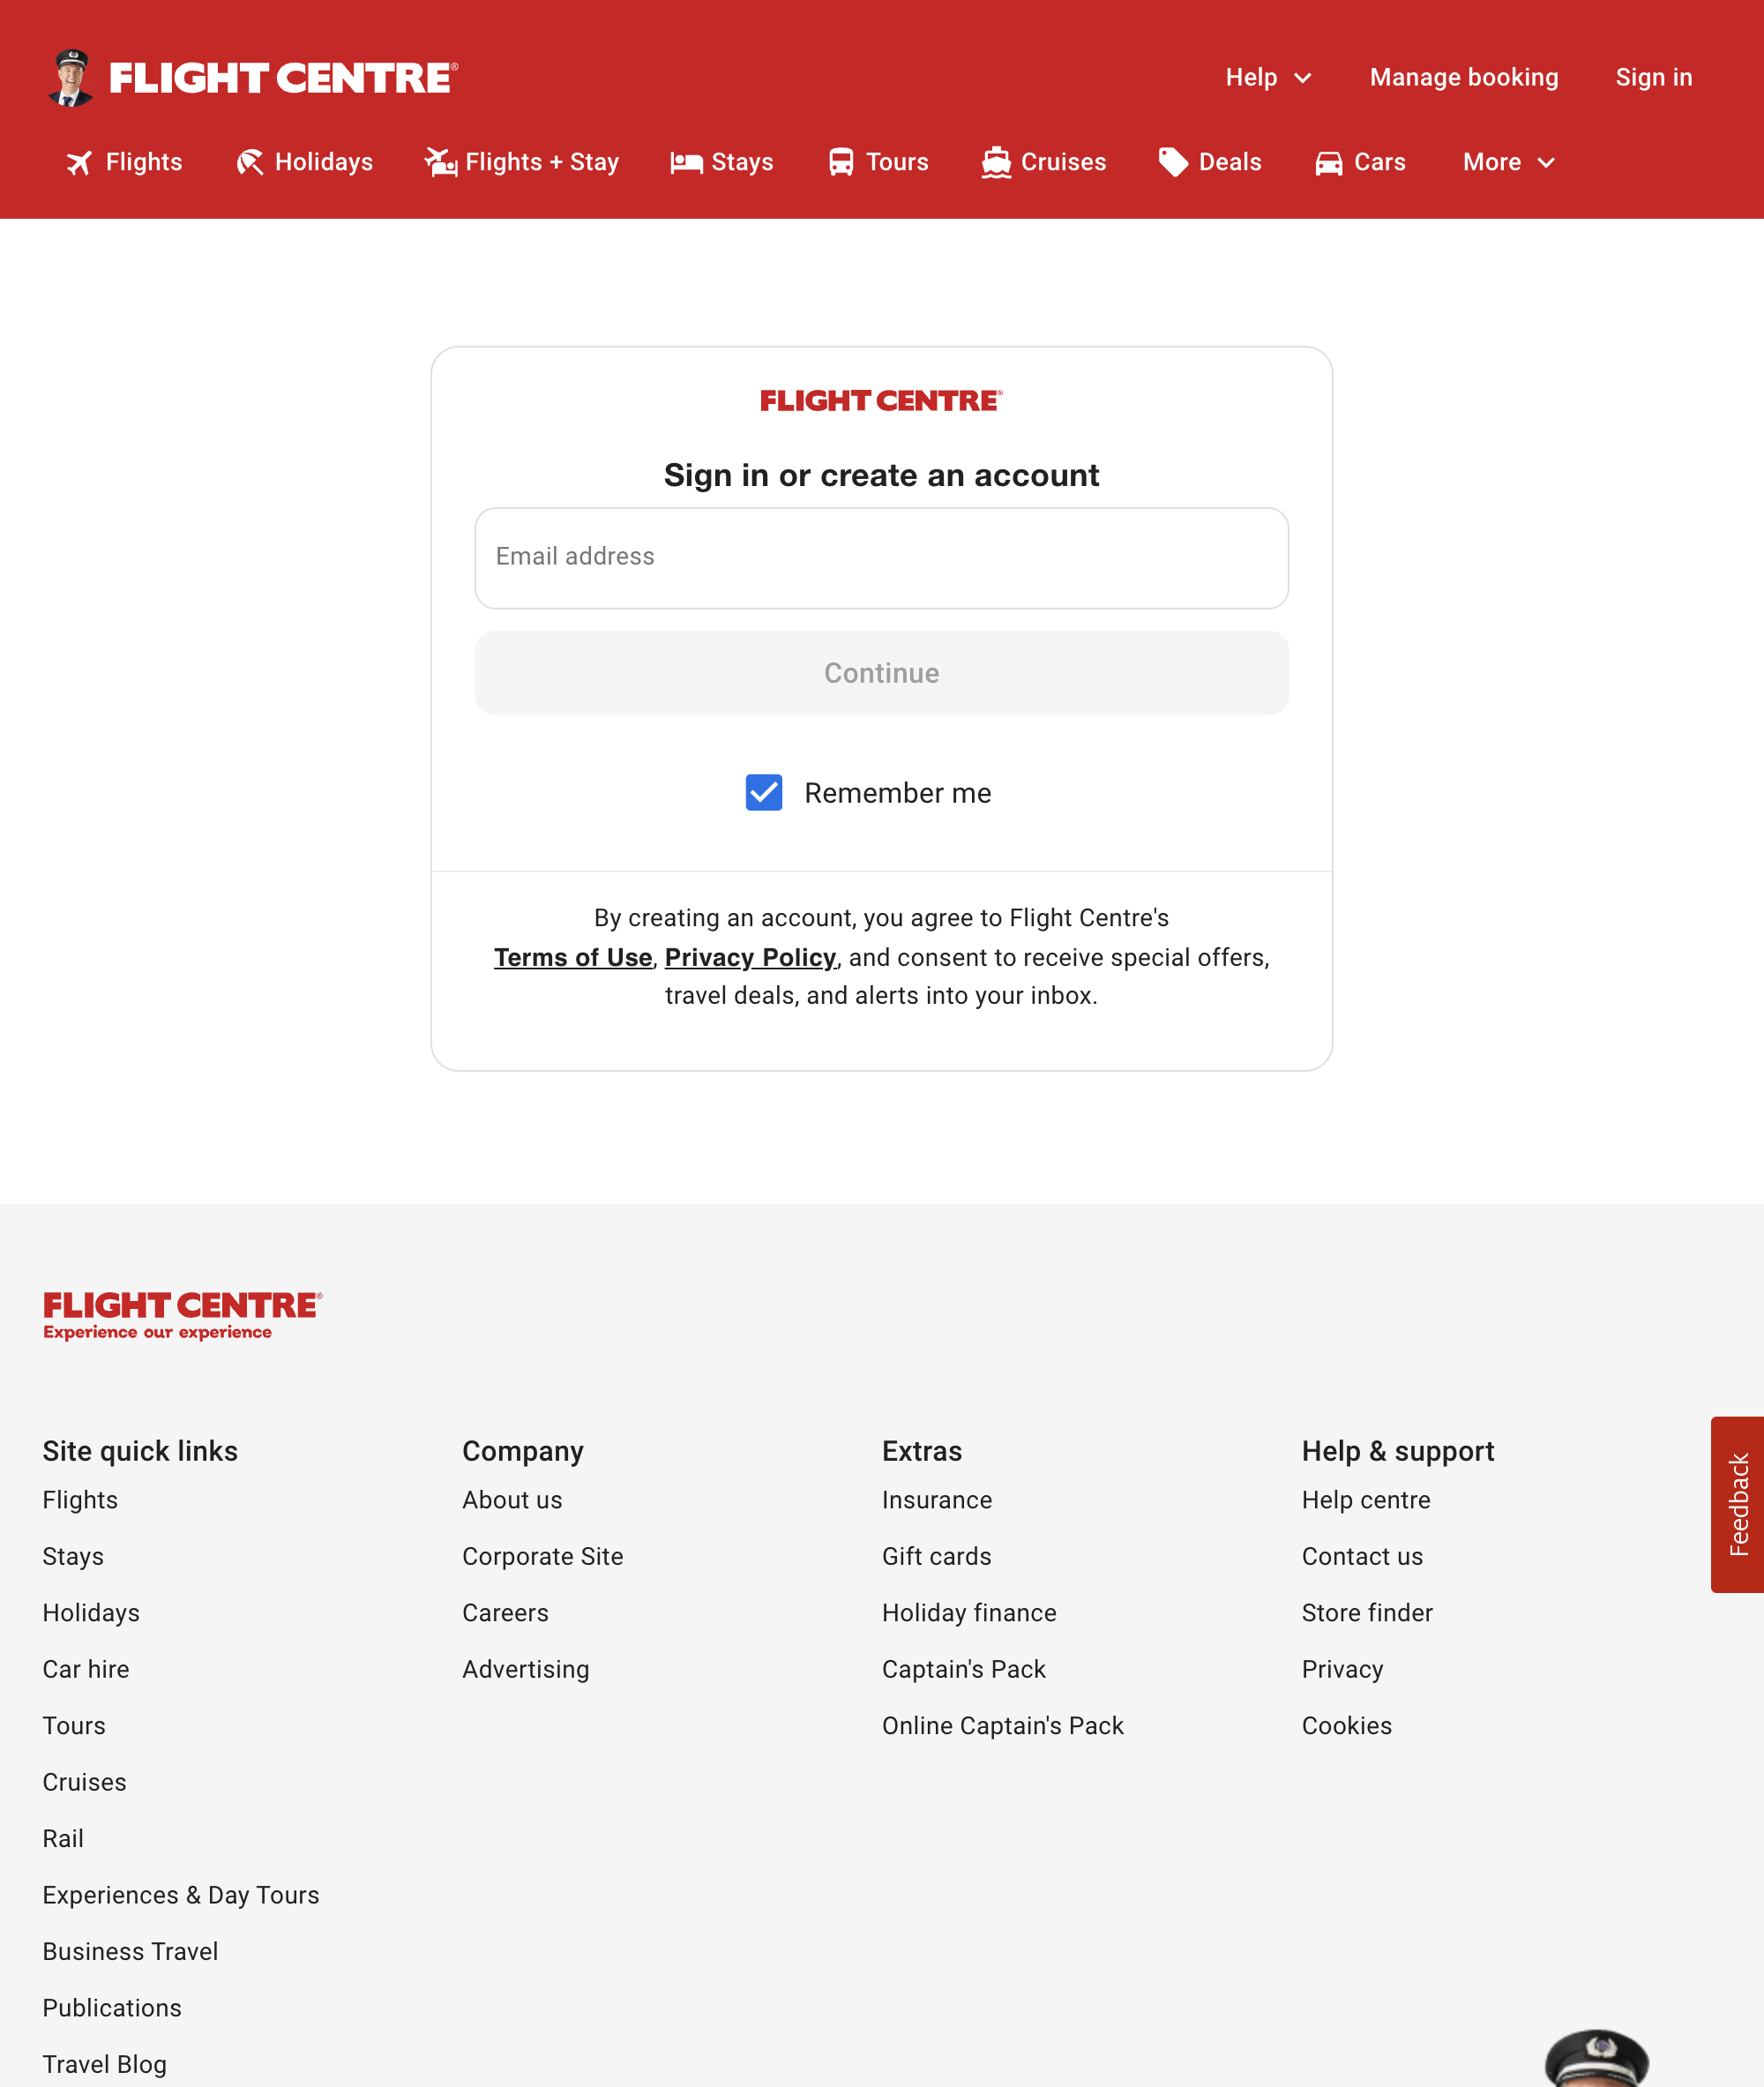 FLIGHT CENTRE®
Help
Manage booking
Sign in
Flights
Holidays
Flights + Stay
Stays
Tours
Cruises
Deals
Cars
More
FLIGHT CENTRE®
Sign in or create an account
Email address
Continue
Remember me
By creating an account, you agree to Flight Centre's
Terms of Use, Privacy Policy, and consent to receive special offers,
travel deals, and alerts into your inbox.
FLIGHT CENTRE®
Experience our experience
Site quick links
Flights
Stays
Holidays
Car hire
Tours
Cruises
Rail
Experiences & Day Tours
Business Travel
Publications
Travel Blog
Company
About us
Corporate Site
Careers
Advertising
Extras
Insurance
Gift cards
Holiday finance
Captain's Pack
Online Captain's Pack
Help & support
Help centre
Contact us
Store finder
Privacy
Cookies
Feedback